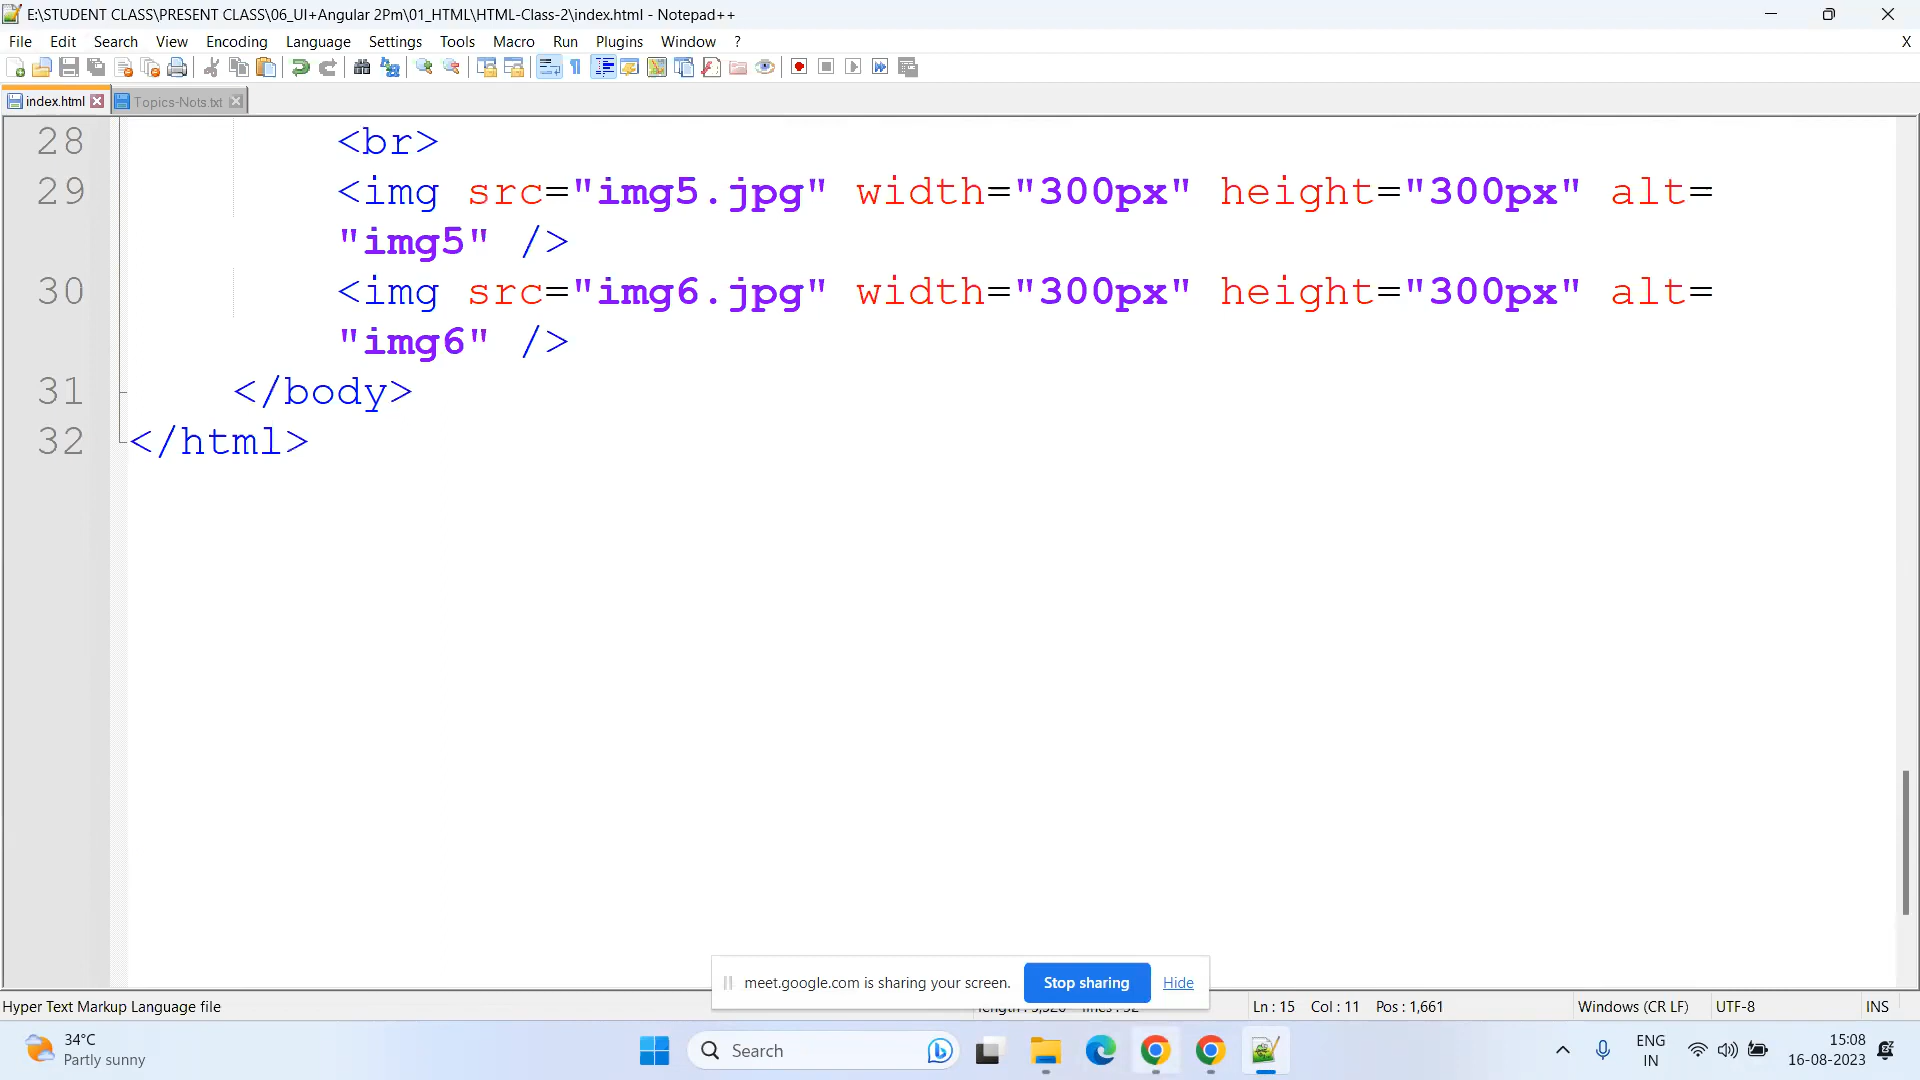 E:\STUDENT CLASS\PRESENT CLASS\06_UI+Angular 2Pm\01_HTML\HTML-Class-2\index.html - Notepad++
File Edit Search View Encoding Language Settings Tools Macro Run Plugins Window ? X
index.html Topics-Nots.txt
28 <br>
29 <img src="img5.jpg" width="300px" height="300px" alt=
"img5" />
30 <img src="img6.jpg" width="300px" height="300px" alt=
"img6" />
31 </body>
32 </html>
meet.google.com is sharing your screen. Stop sharing Hide
Hyper Text Markup Language file Ln : 15 Col : 11 Pos : 1,661 Windows (CR LF) UTF-8 INS
34°C
Partly sunny
Search
ENG
IN
15:08
16-08-2023